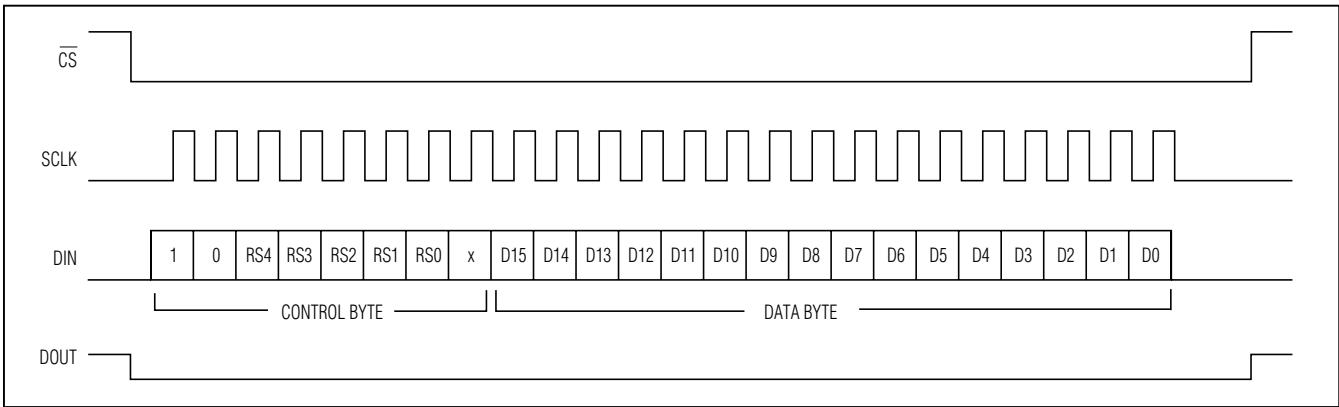 CS
SCLK
DIN 1 0 RS4 RS3 RS2 RS1 RS0 x D15 D14 D13 D12 D11 D10 D9 D8 D7 D6 D5 D4 D3 D2 D1 D0
CONTROL BYTE DATA BYTE
DOUT